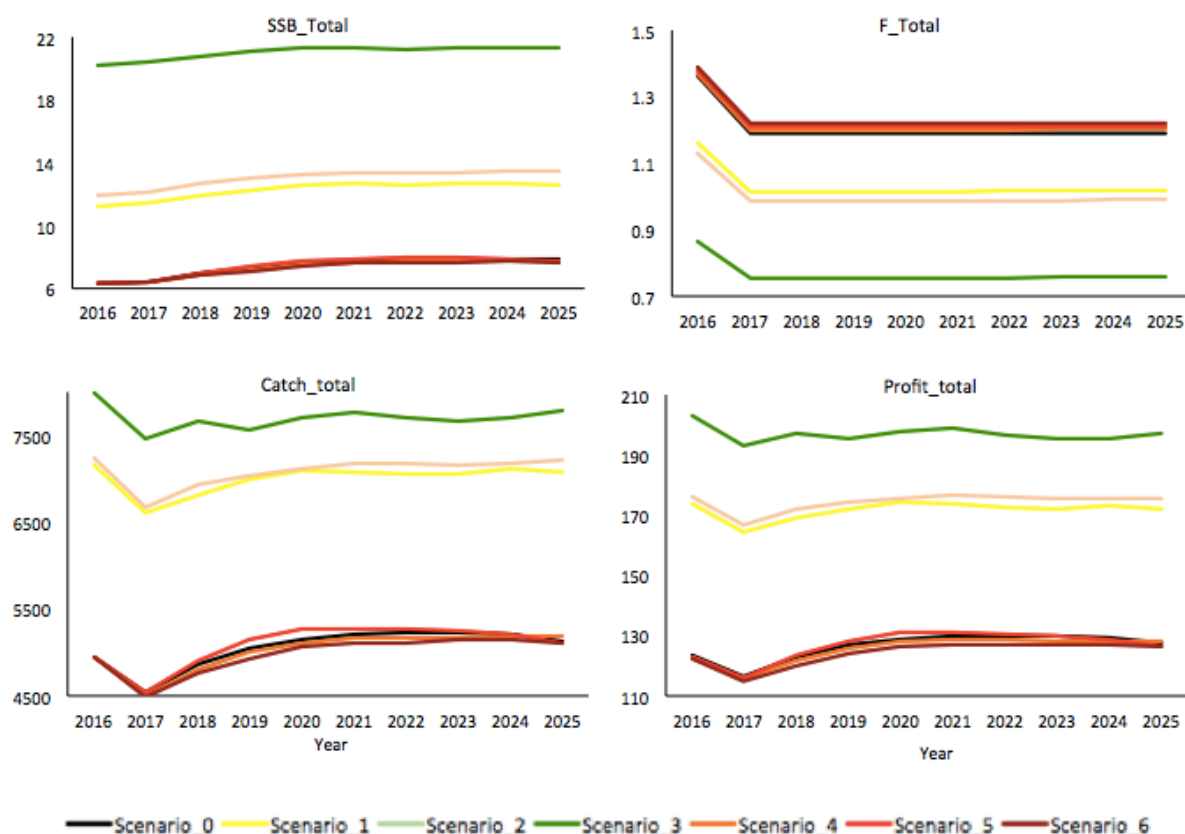 SSB_Total
22
18
14
10
6
2016 2017 2018 2019 2020 2021 2022 2023 2024 2025
F_Total
1.5
1.3
1.1
0.9
0.7
2016 2017 2018 2019 2020 2021 2022 2023 2024 2025
Catch_total
7500
6500
5500
4500
2016 2017 2018 2019 2020 2021 2022 2023 2024 2025
Year
Profit_total
210
190
170
150
130
110
2016 2017 2018 2019 2020 2021 2022 2023 2024 2025
Year
Scenario_0 Scenario_1 Scenario_2 Scenario_3 Scenario_4 Scenario_5 Scenario_6